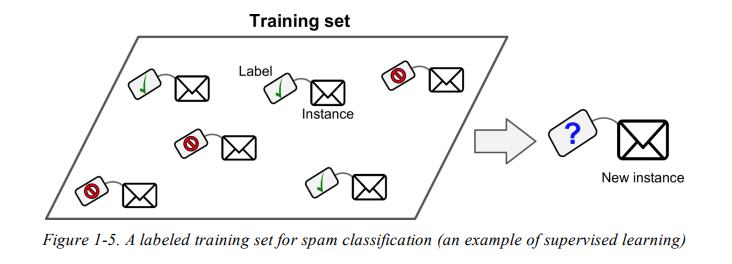 Training set
Label
Instance
?
New instance
Figure 1-5. A labeled training set for spam classification (an example of supervised learning)